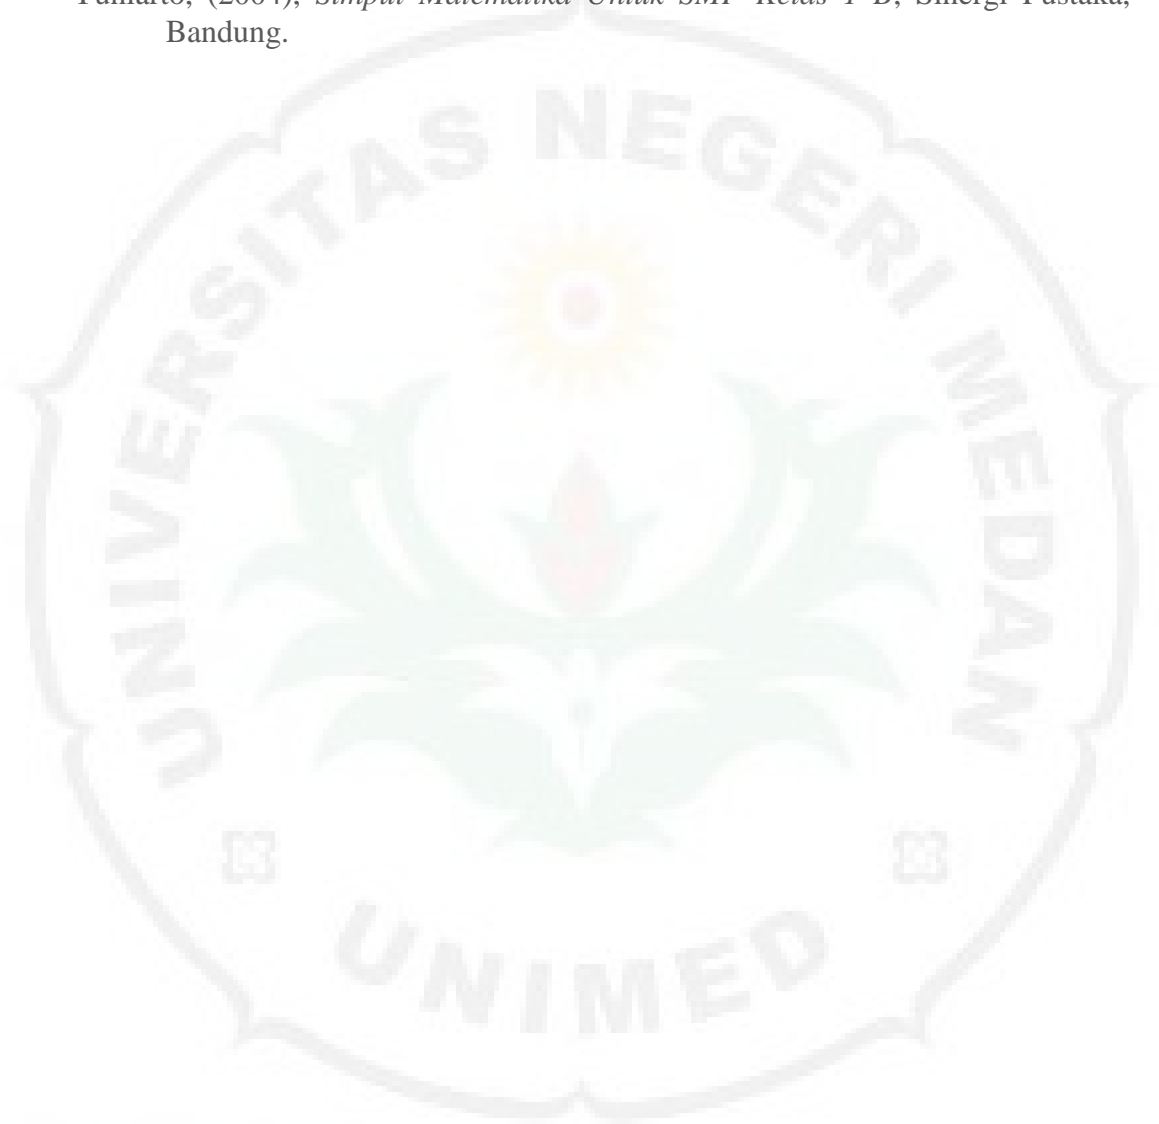 (2004), Simpul Matematika Untuk SMP Kelas 1 B, Sinergi Pustaka,
Bandung.
UNIVERSITAS NEGERI MEDAN
UNIMED